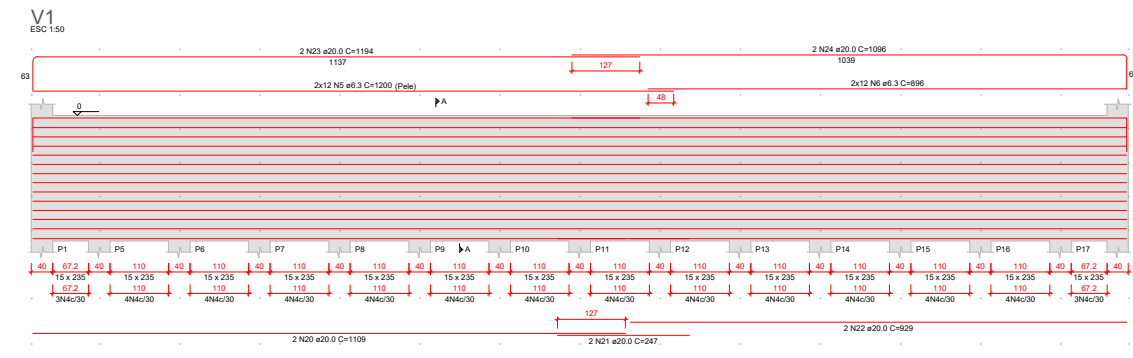 V1
ESC 1:50
2 N23 ø20.0 C=1194
2 N24 ø20.0 C=1096
1137
127
1039
63
2x12 N5 ø6.3 C=1200 (Pele)
2x12 N6 ø6.3 C=896
48
A
0
P1 P5 P6 P7 P8 P9 A P10 P11 P12 P13 P14 P15 P16 P17
40 67.2 40 110 40 110 40 110 40 110 40 110 40 110 40 110 40 110 40 110 40 110 40 110 40 110 40 67.2 40
15 x 235 15 x 235 15 x 235 15 x 235 15 x 235 15 x 235 15 x 235 15 x 235 15 x 235 15 x 235 15 x 235 15 x 235 15 x 235 15 x 235
67.2 110 110 110 110 110 110 110 110 110 110 110 110 67.2
3N4c/30 4N4c/30 4N4c/30 4N4c/30 4N4c/30 4N4c/30 4N4c/30 4N4c/30 4N4c/30 4N4c/30 4N4c/30 4N4c/30 4N4c/30 3N4c/30
127
2 N22 ø20.0 C=929
2 N20 ø20.0 C=1109
2 N21 ø20.0 C=247